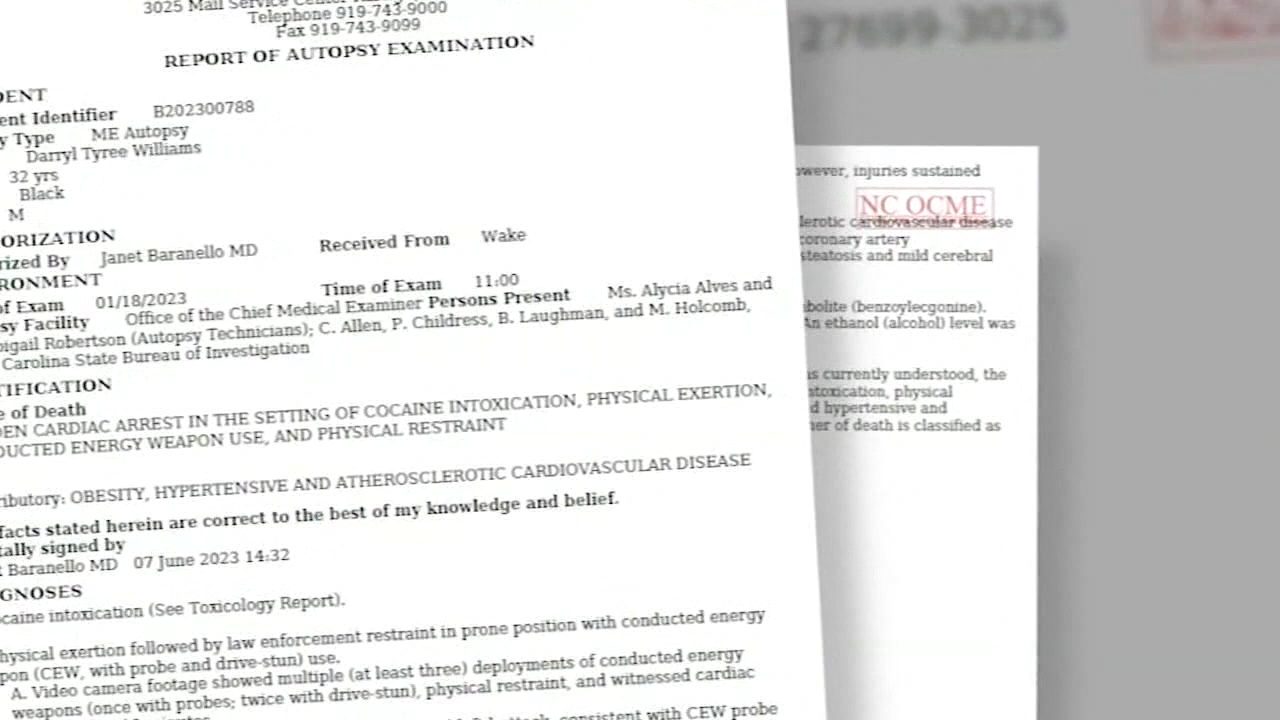 3025 Mail Service Center
Telephone 919-743-9000
Fax 919-743-9099
REPORT OF AUTOPSY EXAMINATION
DENT
ent Identifier B202300788
y Type ME Autopsy
Darryl Tyree Williams
32 yrs
Black
M
ORIZATION
rized By Janet Baranello MD Received From Wake
RONMENT
of Exam 01/18/2023 Time of Exam 11:00
sy Facility Office of the Chief Medical Examiner Persons Present Ms. Alycia Alves and
bigail Robertson (Autopsy Technicians); C. Allen, P. Childress, B. Laughman, and M. Holcomb,
Carolina State Bureau of Investigation
TIFICATION
e of Death
DEN CARDIAC ARREST IN THE SETTING OF COCAINE INTOXICATION, PHYSICAL EXERTION,
DUCTED ENERGY WEAPON USE, AND PHYSICAL RESTRAINT
ributory: OBESITY, HYPERTENSIVE AND ATHEROSCLEROTIC CARDIOVASCULAR DISEASE
facts stated herein are correct to the best of my knowledge and belief.
tally signed by
t Baranello MD 07 June 2023 14:32
GNOSES
caine intoxication (See Toxicology Report).
hysical exertion followed by law enforcement restraint in prone position with conducted energy
pon (CEW, with probe and drive-stun) use.
A. Video camera footage showed multiple (at least three) deployments of conducted energy
weapons (once with probes; twice with drive-stun), physical restraint, and witnessed cardiac
consistent with CEW probe
27699-3025
owever, injuries sustained
NC OCME
lerotic cardiovascular disease
coronary artery
steatosis and mild cerebral
bolite (benzoylecgonine).
An ethanol (alcohol) level was
as currently understood, the
ntoxication, physical
d hypertensive and
ner of death is classified as